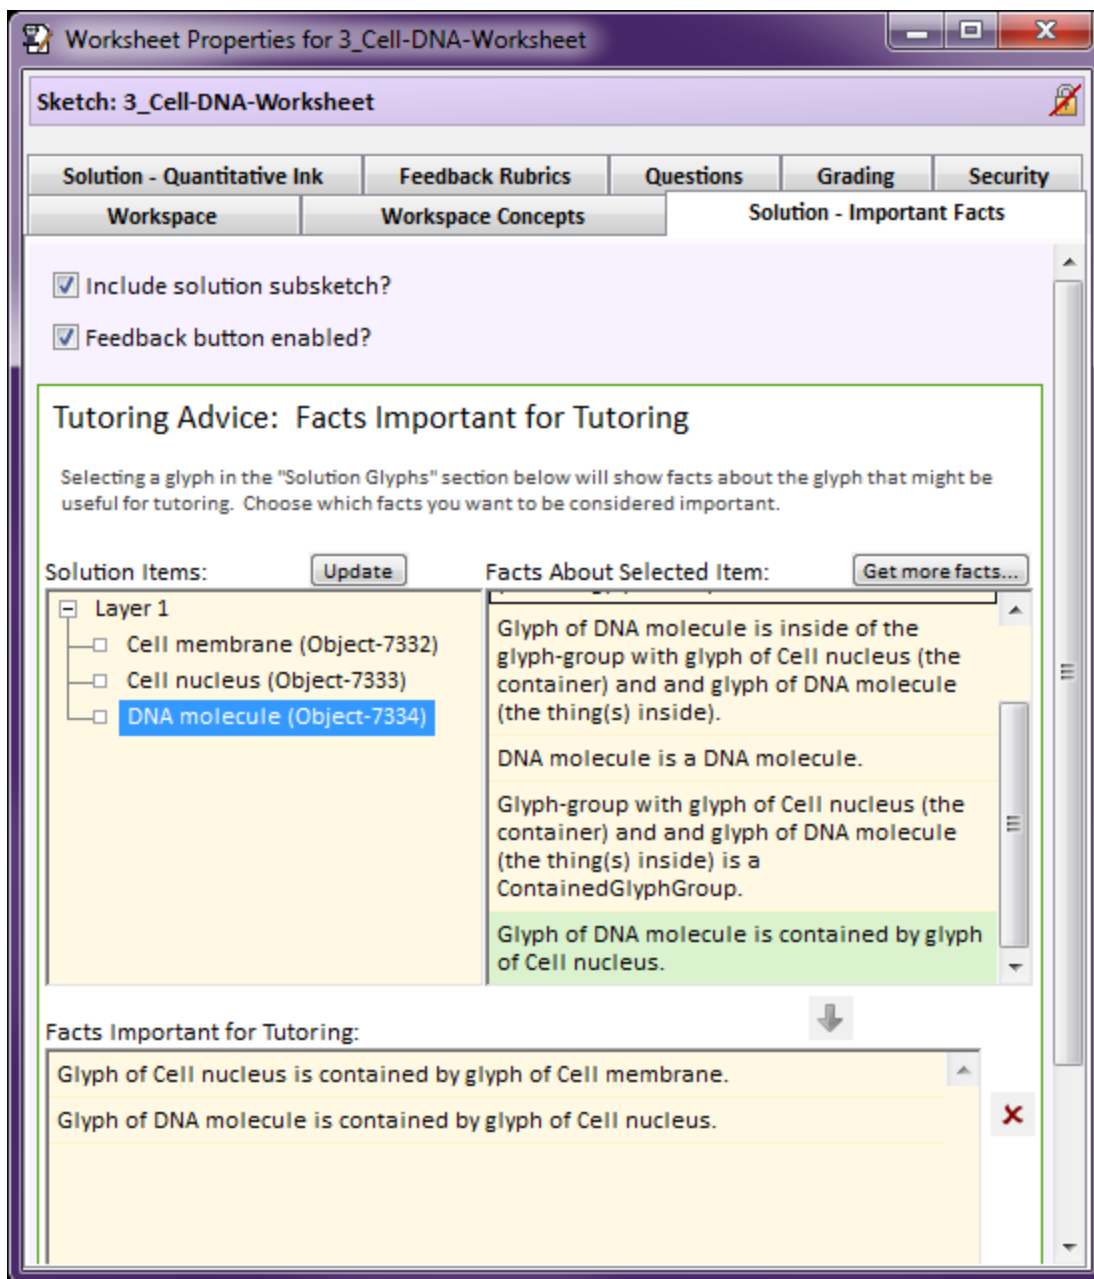 Worksheet Properties for 3_Cell-DNA-Worksheet
Sketch: 3_Cell-DNA-Worksheet
Solution - Quantitative Ink
Feedback Rubrics
Questions
Grading
Security
Workspace
Workspace Concepts
Solution - Important Facts
Include solution subsketch?
Feedback button enabled?
Tutoring Advice: Facts Important for Tutoring
Selecting a glyph in the "Solution Glyphs" section below will show facts about the glyph that might be
useful for tutoring. Choose which facts you want to be considered important.
Solution Items:
Update
Layer 1
Cell membrane (Object-7332)
Cell nucleus (Object-7333)
DNA molecule (Object-7334)
Facts About Selected Item:
Get more facts...
Glyph of DNA molecule is inside of the
glyph-group with glyph of Cell nucleus (the
container) and and glyph of DNA molecule
(the thing(s) inside).
DNA molecule is a DNA molecule.
Glyph-group with glyph of Cell nucleus (the
container) and and glyph of DNA molecule
(the thing(s) inside) is a
ContainedGlyphGroup.
Glyph of DNA molecule is contained by glyph
of Cell nucleus.
Facts Important for Tutoring:
Glyph of Cell nucleus is contained by glyph of Cell membrane.
Glyph of DNA molecule is contained by glyph of Cell nucleus.